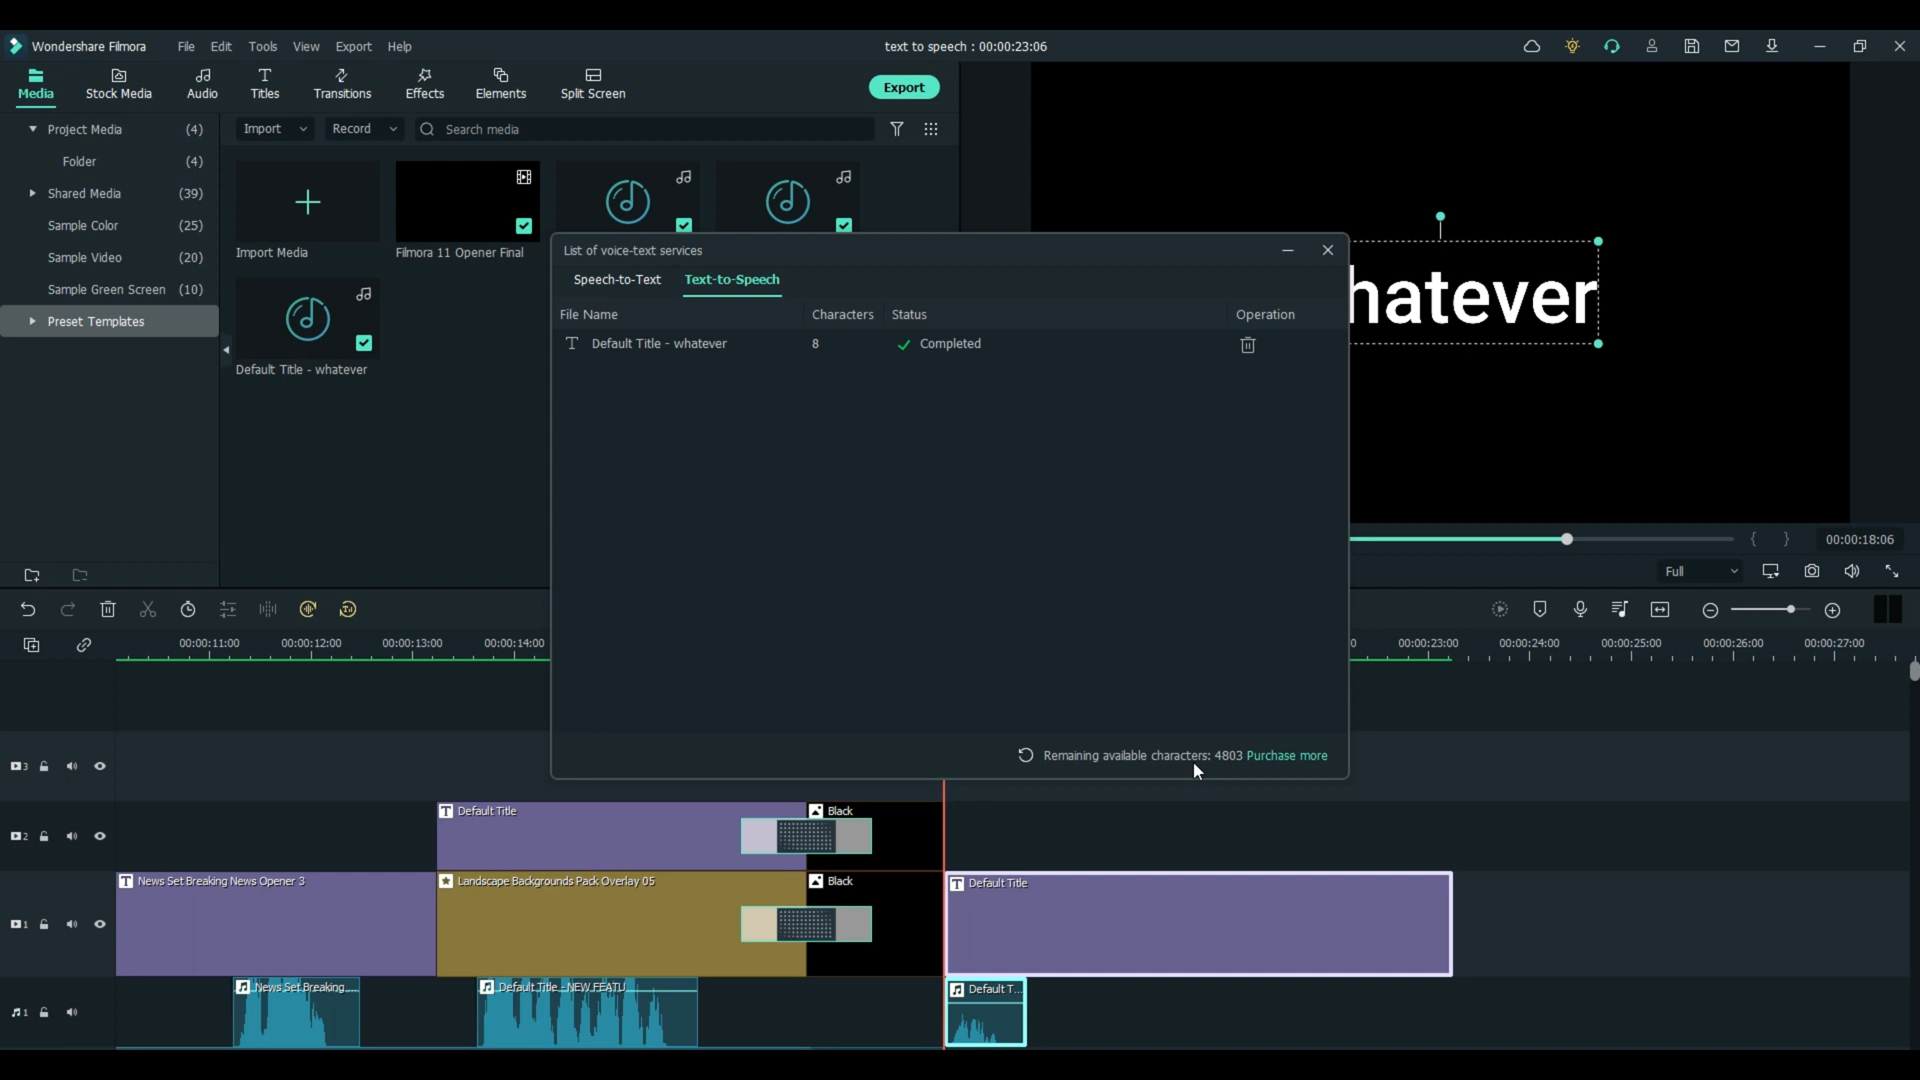 Wondershare Filmora File Edit Tools View Export Help text to speech : 00:00:23:06
Media Stock Media Audio Titles Transitions Effects Elements Split Screen Export
Project Media (4) Import Record Search media
Folder (4)
Shared Media (39)
Sample Color (25)
Sample Video (20)
Sample Green Screen (10)
Preset Templates
Import Media Filmora 11 Opener Final
Default Title - whatever
List of voice-text services
Speech-to-Text Text-to-Speech
File Name Characters Status Operation
T Default Title - whatever 8 Completed
Remaining available characters: 4803 Purchase more
hatever
{ } 00:00:18:06
Full
00:00:11:00 00:00:12:00 00:00:13:00 00:00:14:00 0 00:00:23:00 00:00:24:00 00:00:25:00 00:00:26:00 00:00:27:00
3
2 T Default Title Black
1 T News Set Breaking News Opener 3 Landscape Backgrounds Pack Overlay 05 Black T Default Title
1 News Set Breaking.... Default Title - NEW FEATU Default T...